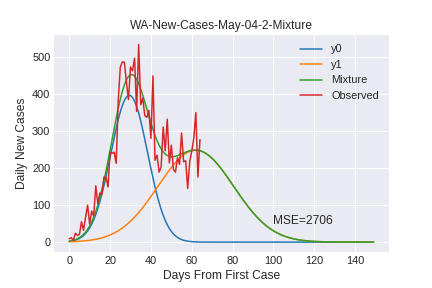 WA-New-Cases-May-04-2-Mixture
Daily New Cases
500
400
300
200
100
0
y0
y1
Mixture
Observed
MSE=2706
0 20 40 60 80 100 120 140
Days From First Case